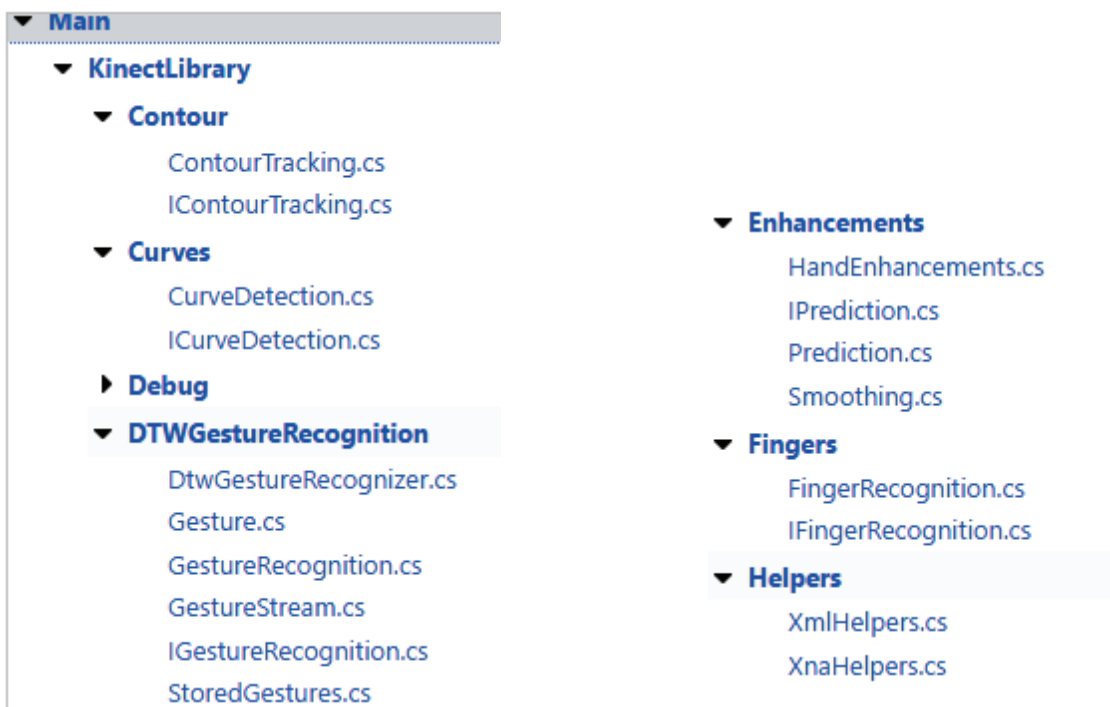 Main
KinectLibrary
Contour
ContourTracking.cs
IContourTracking.cs
Curves
CurveDetection.cs
ICurveDetection.cs
Debug
DTWGestureRecognition
DtwGestureRecognizer.cs
Gesture.cs
GestureRecognition.cs
GestureStream.cs
IGestureRecognition.cs
StoredGestures.cs
Enhancements
HandEnhancements.cs
IPrediction.cs
Prediction.cs
Smoothing.cs
Fingers
FingerRecognition.cs
IFingerRecognition.cs
Helpers
XmlHelpers.cs
XnaHelpers.cs